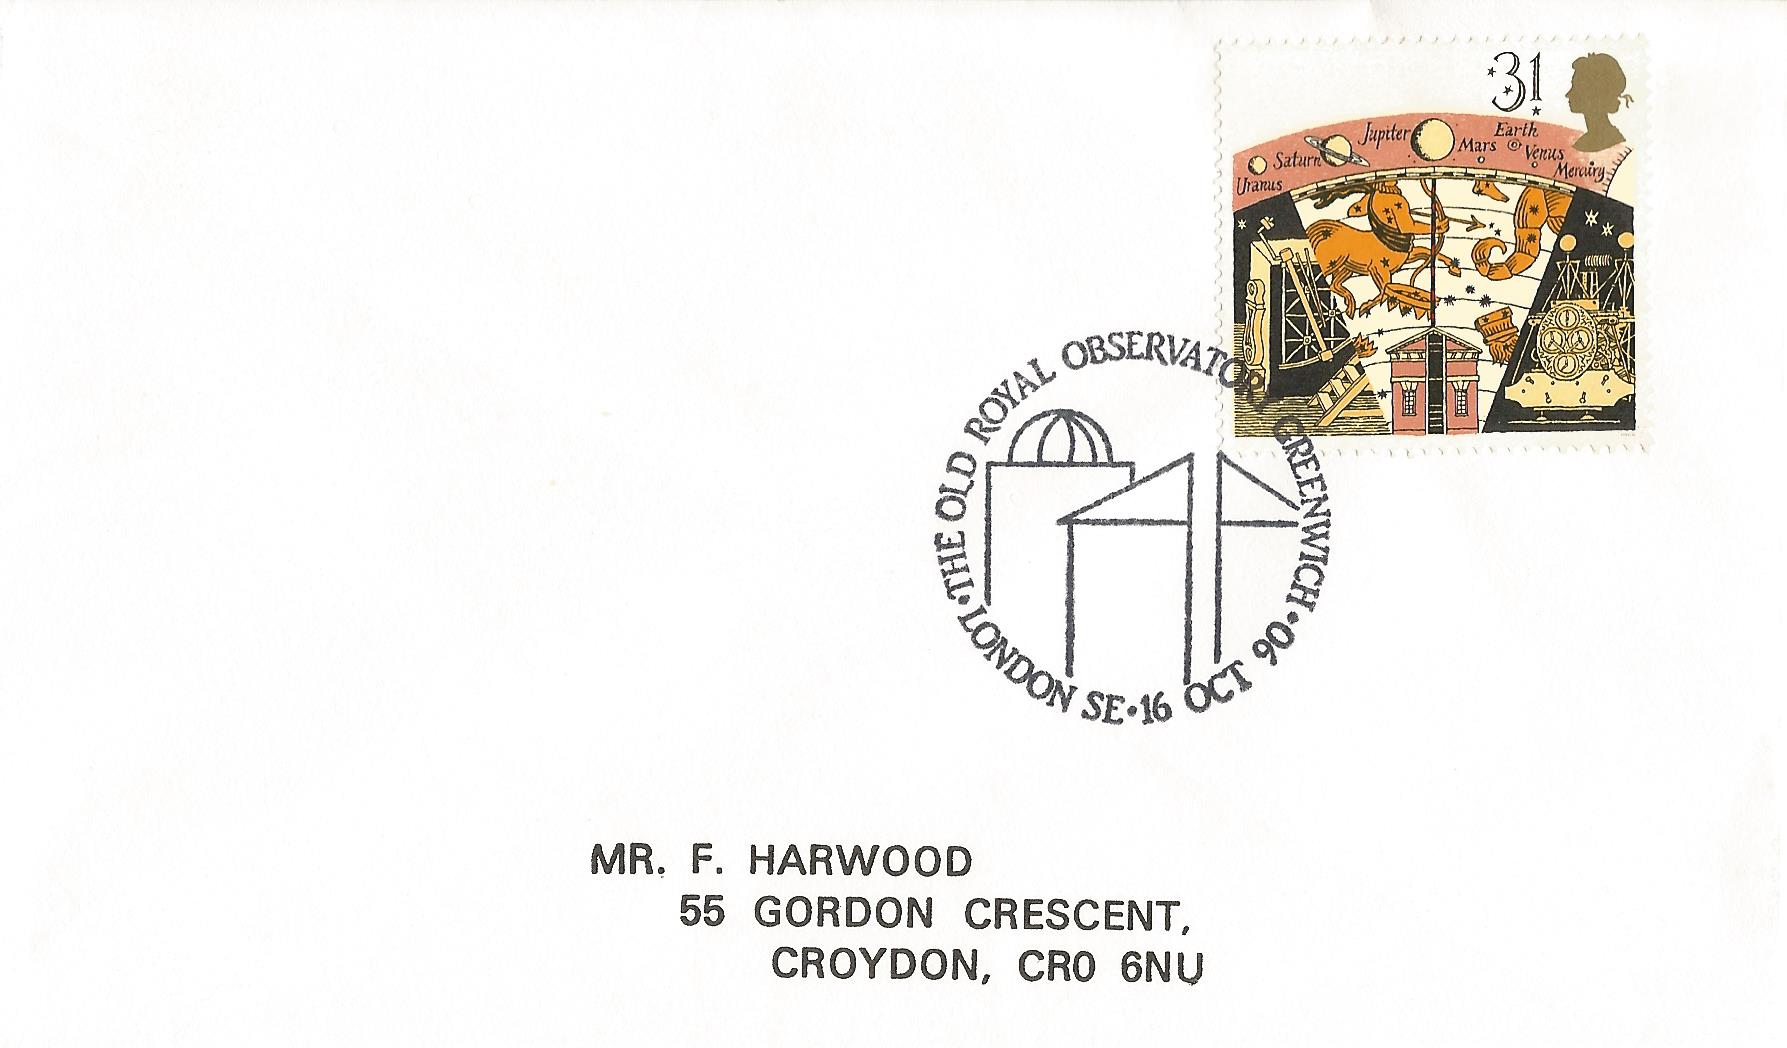 31
Uranus
Saturn
Jupiter
Mars
Earth
Venus
Mercury
• THE OLD ROYAL OBSERVATORY GREENWICH •
LONDON SE • 16 OCT 90
MR. F. HARWOOD
55 GORDON CRESCENT,
CROYDON, CR0 6NU